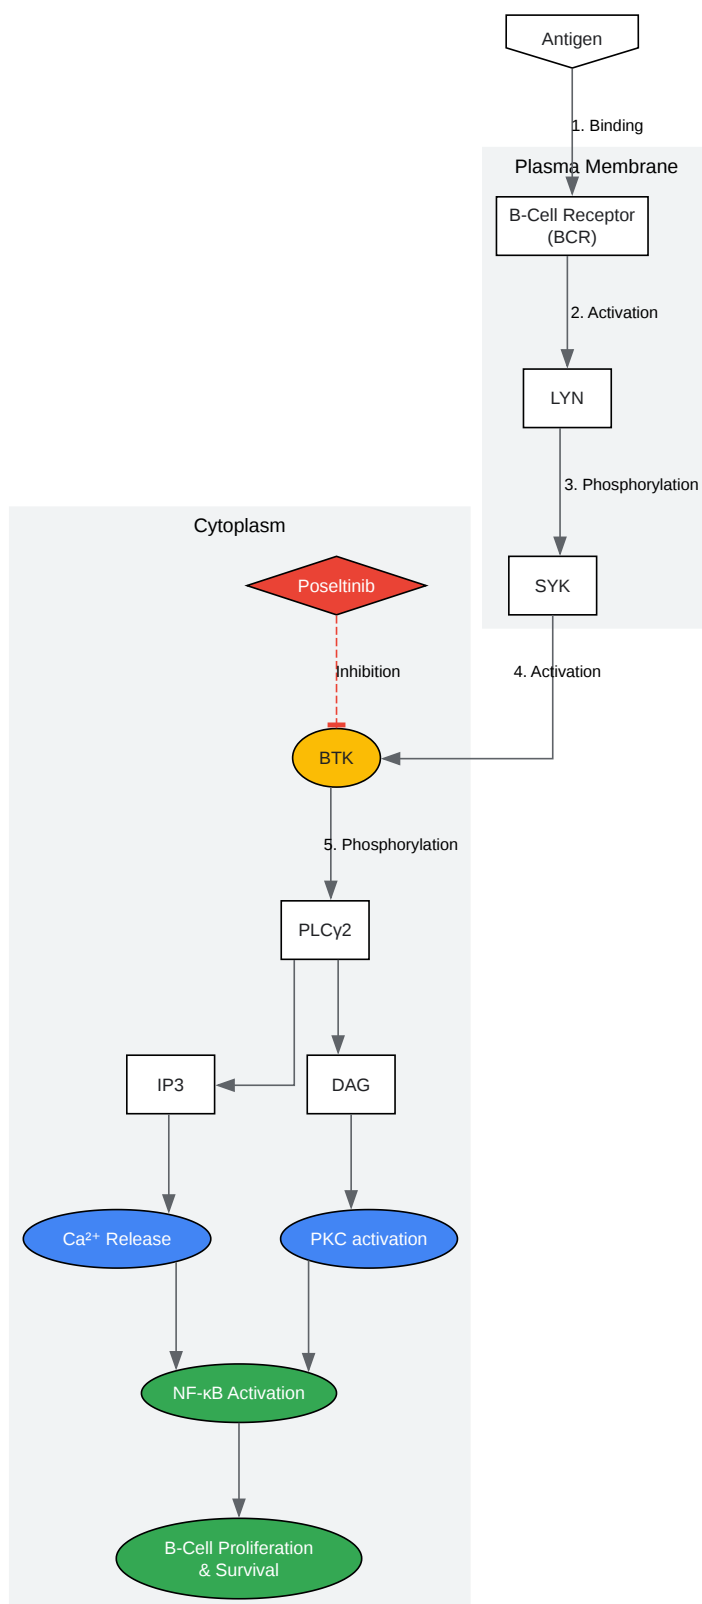 Antigen
1. Binding
Plasma Membrane
B-Cell Receptor
(BCR)
2. Activation
LYN
3. Phosphorylation
Cytoplasm
Poseltinib
SYK
Inhibition
4. Activation
BTK
5. Phosphorylation
PLCγ2
IP3
DAG
Ca²⁺ Release
PKC activation
NF-κB Activation
B-Cell Proliferation
& Survival